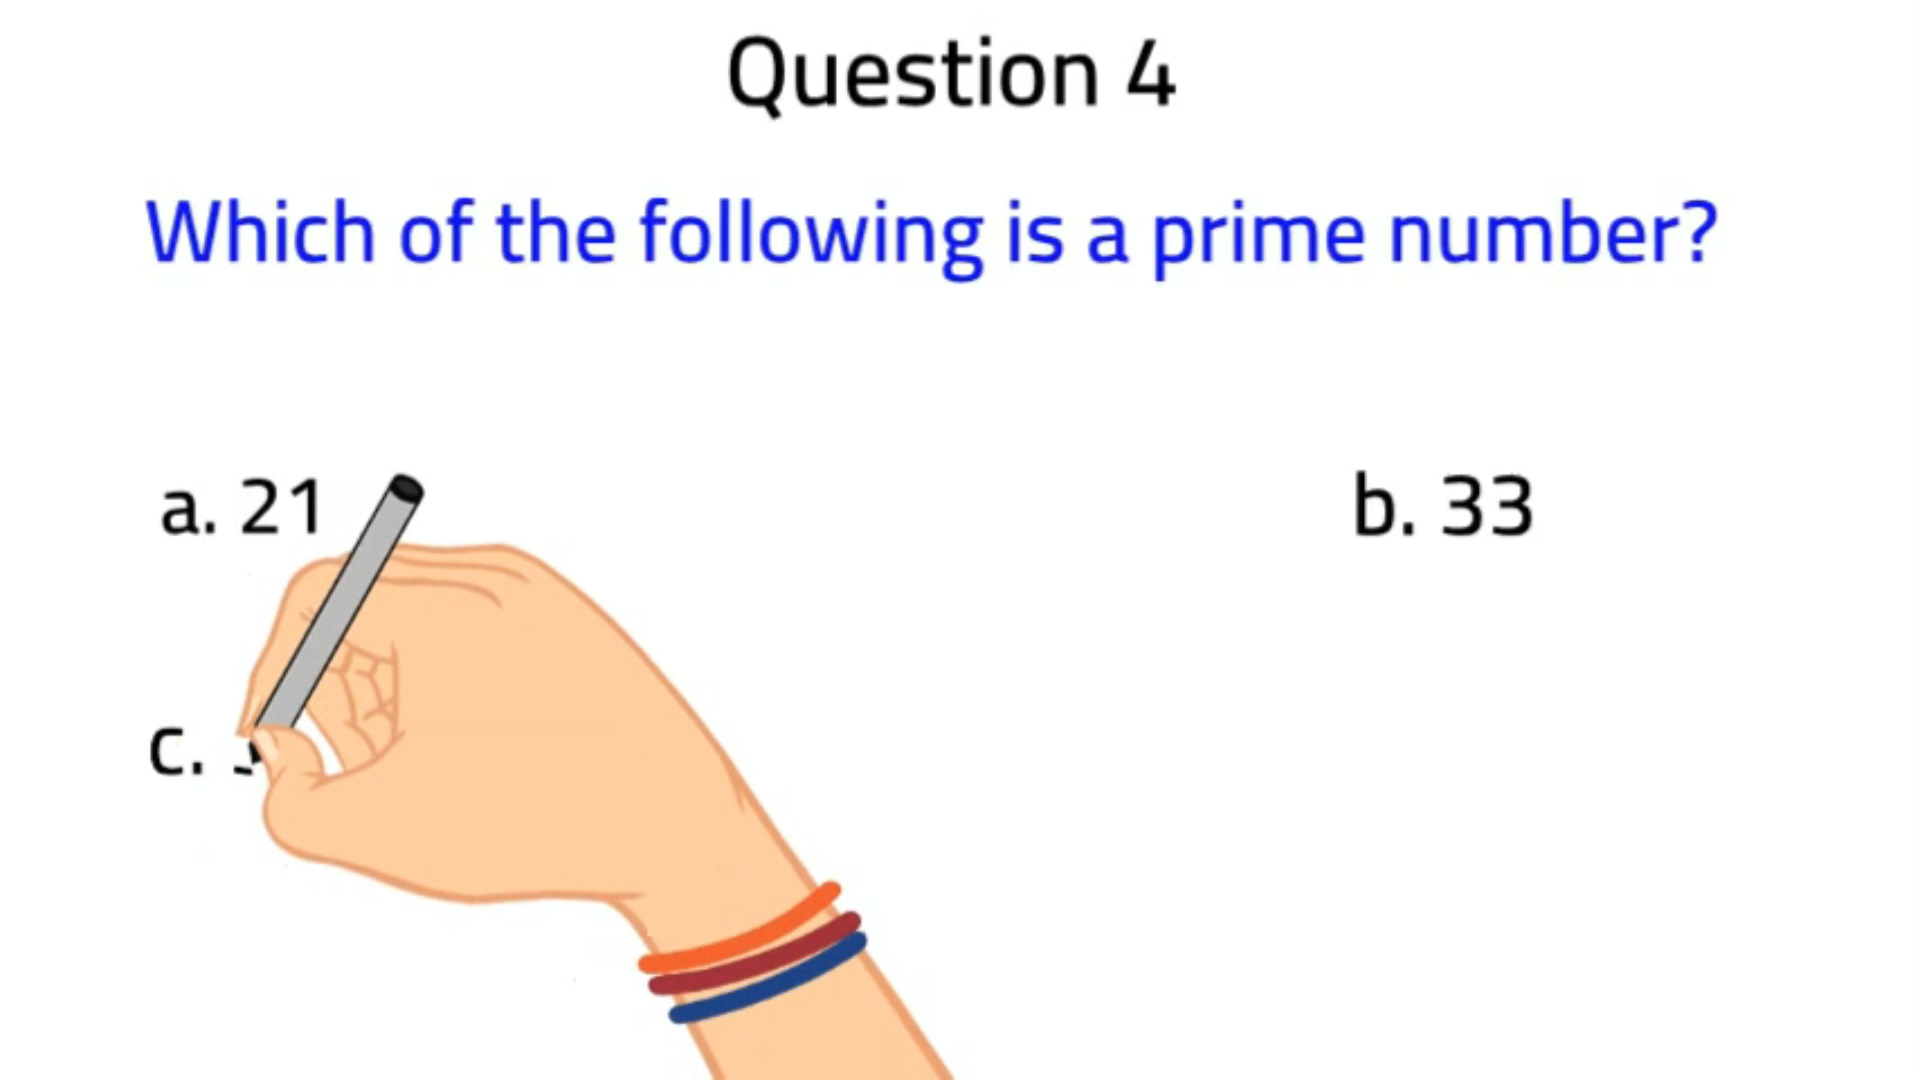 Question 4
Which of the following is a prime number?
a. 21
b. 33
c.